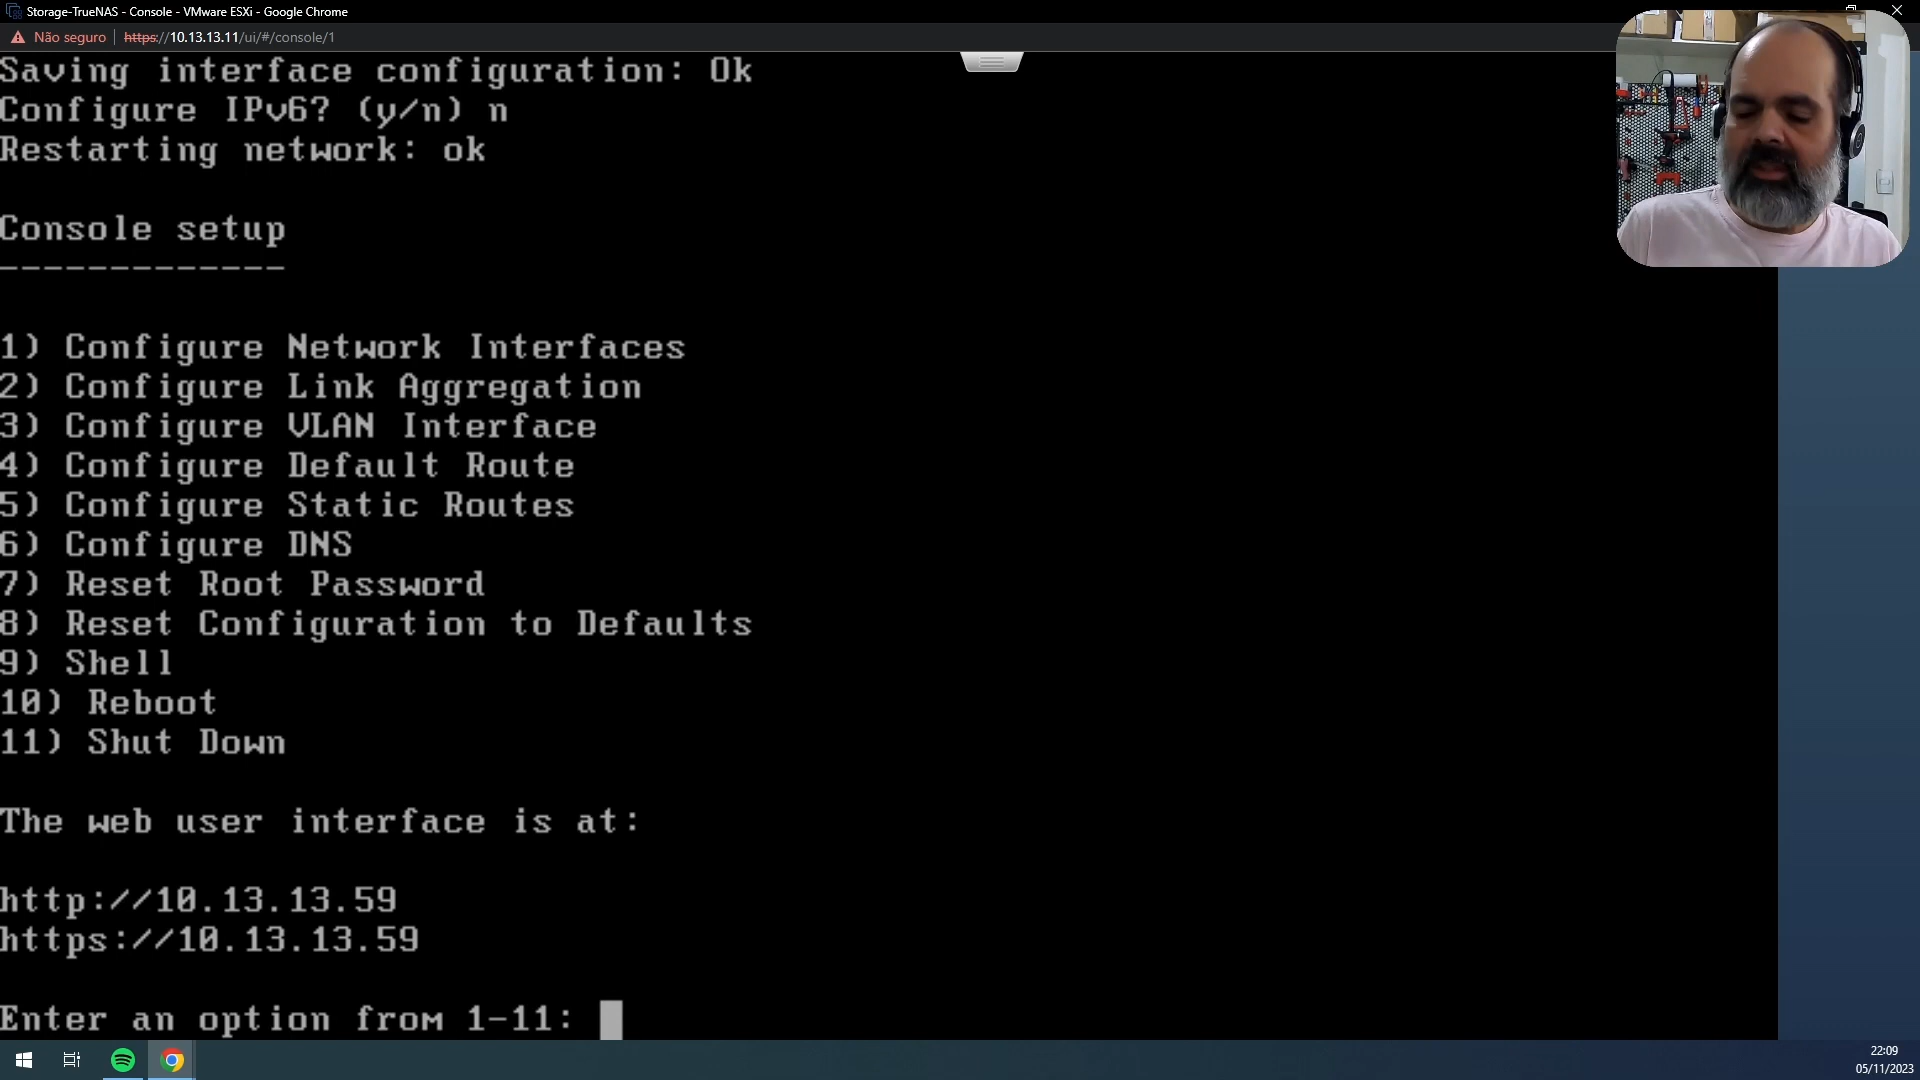 Storage-TrueNAS - Console - VMware ESXi - Google Chrome
Não seguro
https://10.13.13.11/ui/#/console/1
Saving interface configuration: Ok
Configure IPv6? (y/n) n
Restarting network: ok
Console setup
-------------
1) Configure Network Interfaces
2) Configure Link Aggregation
3) Configure VLAN Interface
4) Configure Default Route
5) Configure Static Routes
6) Configure DNS
7) Reset Root Password
8) Reset Configuration to Defaults
9) Shell
10) Reboot
11) Shut Down
The web user interface is at:
http://10.13.13.59
https://10.13.13.59
Enter an option from 1-11:
22:09
05/11/2023